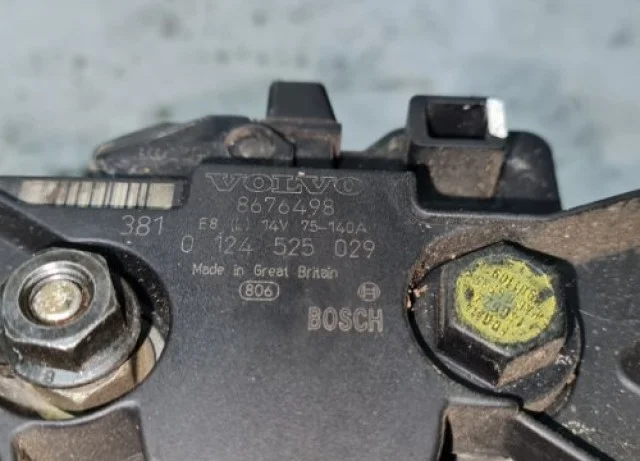 VOLVO
8676498
381
E8 (L) 14V 75-140A
0 124 525 029
Made in Great Britain
806
BOSCH